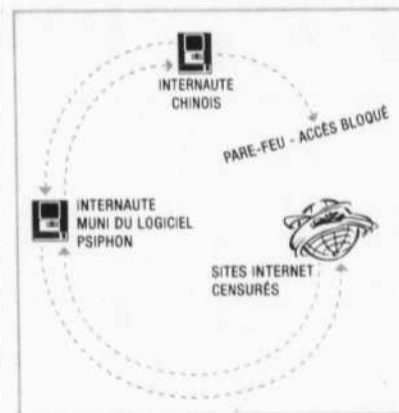 INTERNAUTE
CHINOIS
PARE-FEU - ACCÈS BLOQUÉ
INTERNAUTE
MUNI DU LOGICIEL
PSIPHON
SITES INTERNET
CENSURÉS